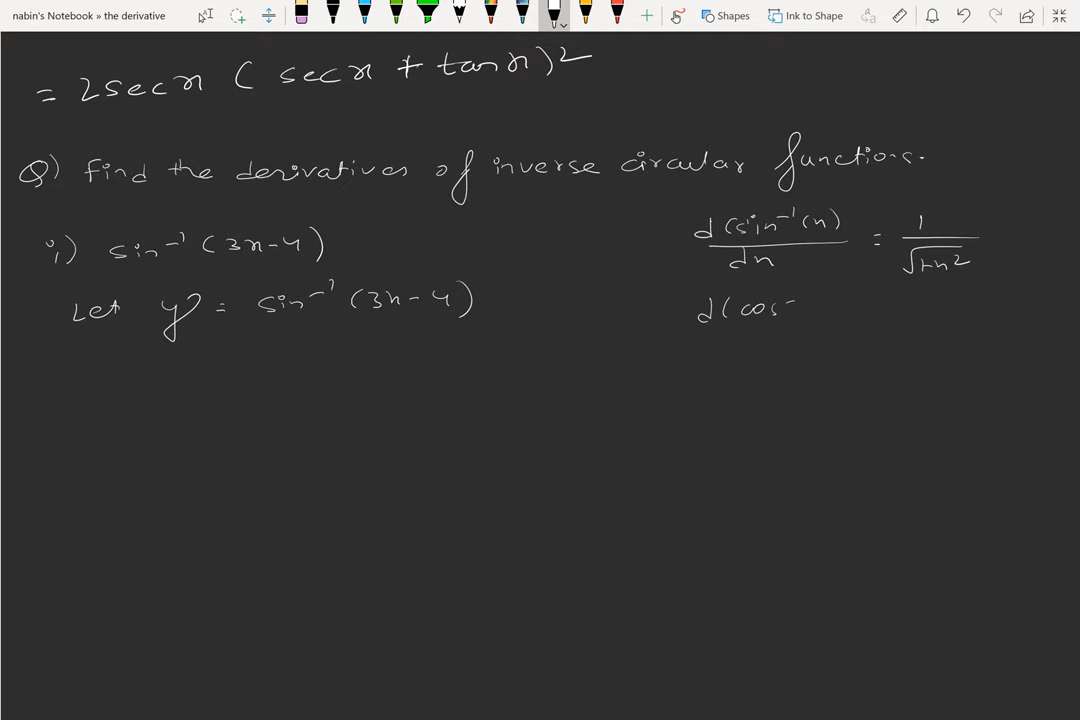 nabin's Notebook » the derivative
Shapes
Ink to Shape
= 2secx ( secx + tanx)2
Q) find the derivatives of inverse circular functions.
i) sin⁻¹ (3x-4)
Let y = sin⁻¹ (3x-4)
d(sin⁻¹(x)/dx = 1/√1-x2
d( cos-